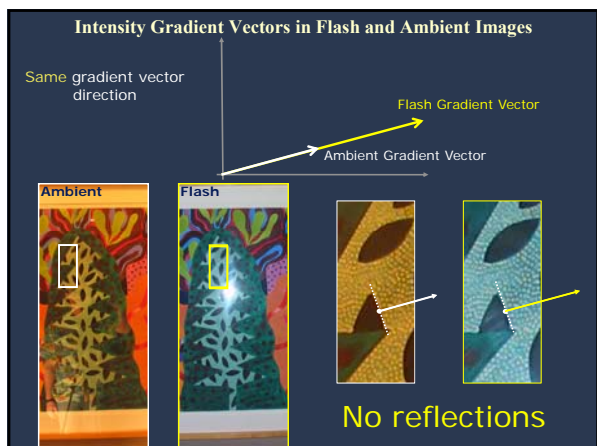 Intensity Gradient Vectors in Flash and Ambient Images
Same gradient vector
direction
Flash Gradient Vector
Ambient Gradient Vector
Ambient
Flash
No reflections